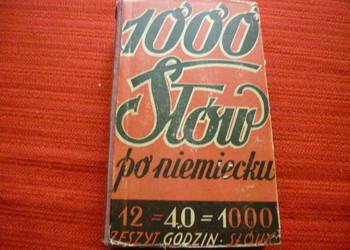 1000
Słów
po niemiecku
12 = 40 = 1000
ZESZYT GODZIN. SŁÓW